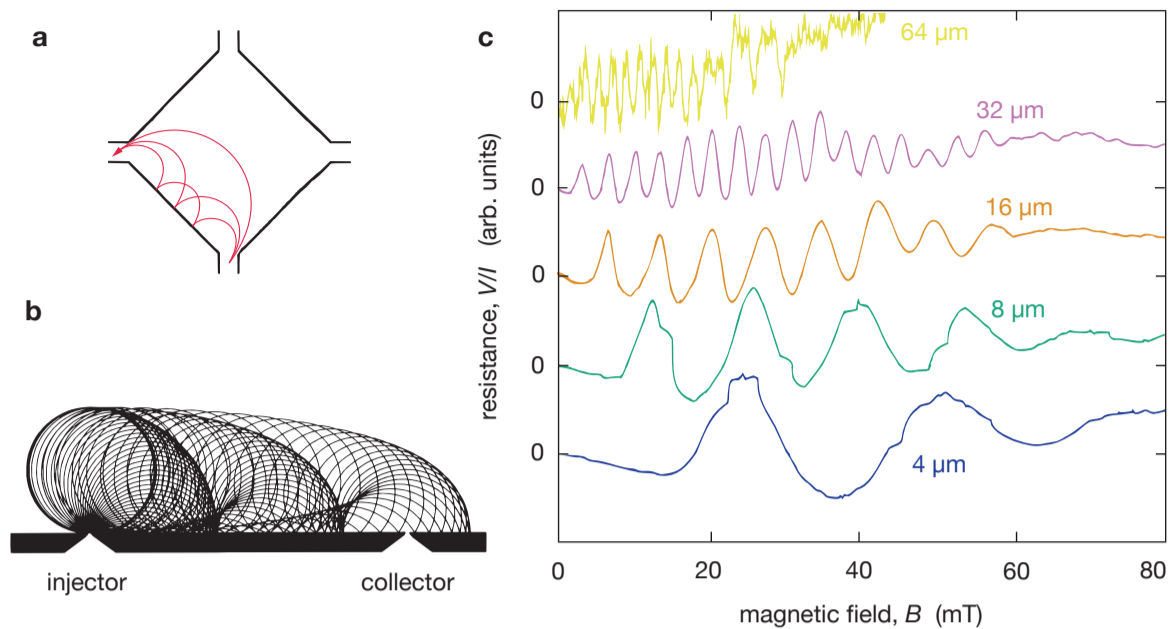 a
b
injector
collector
c
64 µm
32 µm
16 µm
8 µm
4 µm
0
0
0
0
0
resistance, V/I (arb. units)
0
20
40
60
80
magnetic field, B (mT)